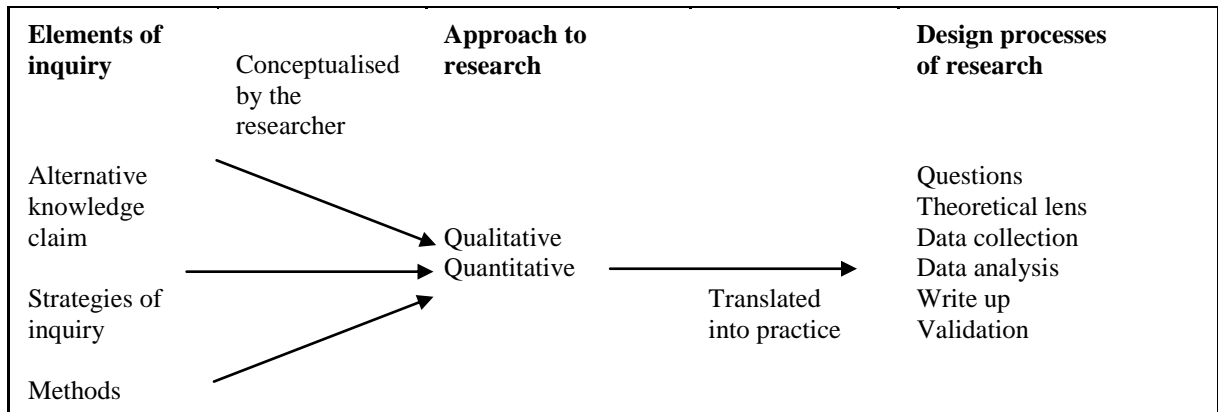 Elements of
inquiry
Conceptualised
by the
researcher
Approach to
research
Design processes
of research
Alternative
knowledge
claim
Strategies of
inquiry
Methods
Qualitative
Quantitative
Translated
into practice
Questions
Theoretical lens
Data collection
Data analysis
Write up
Validation